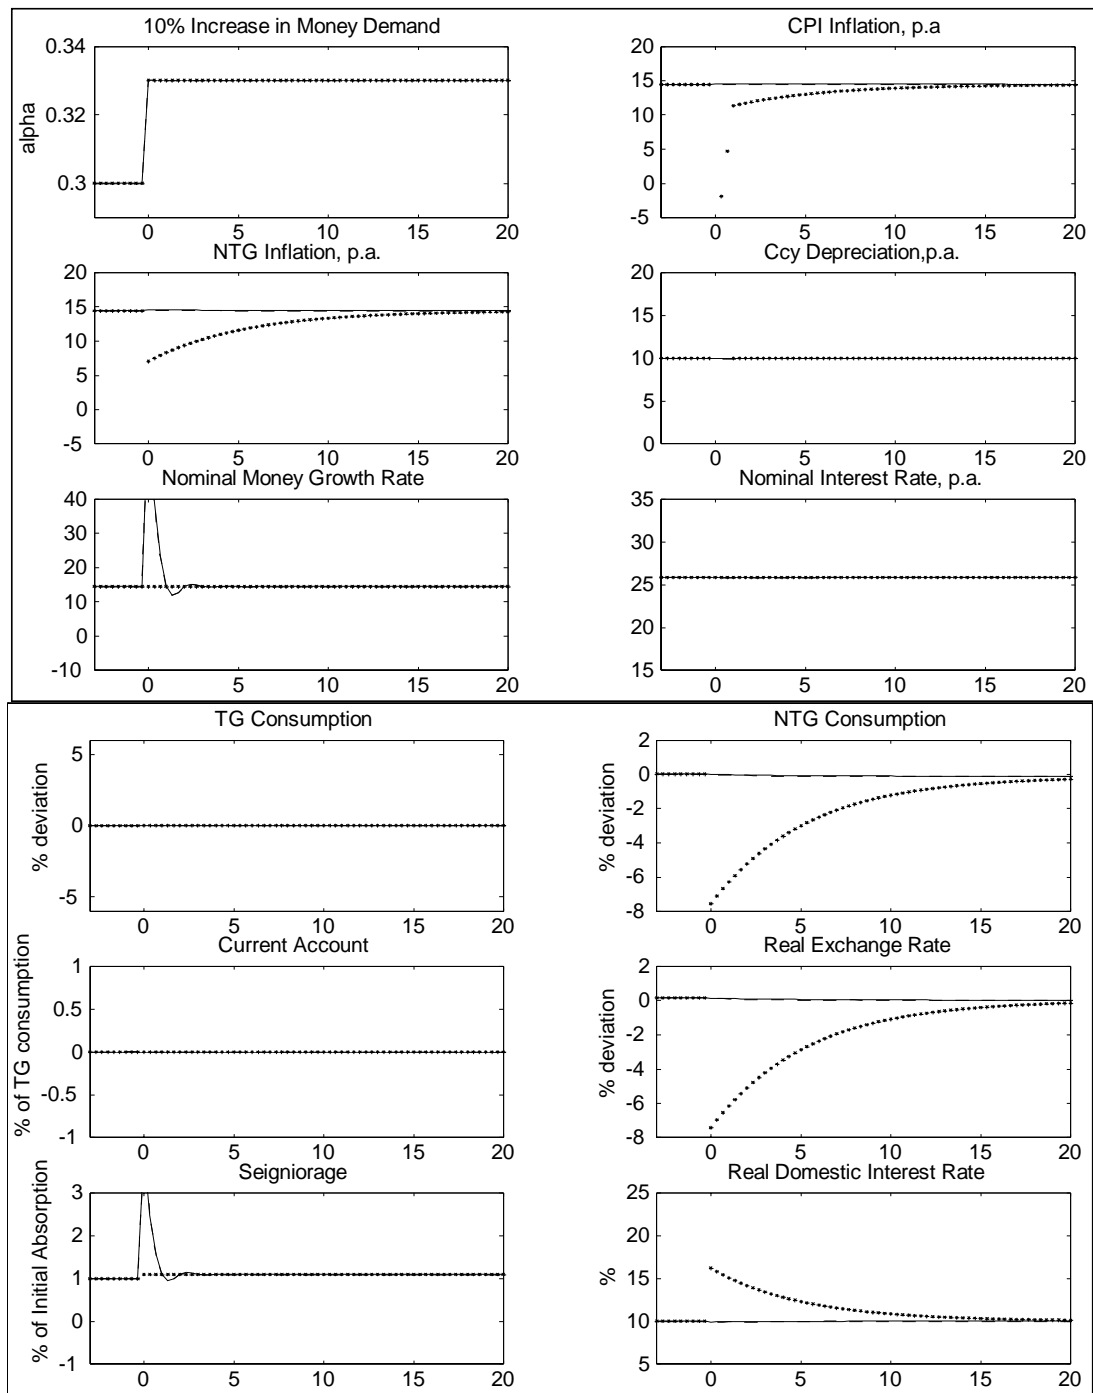 10% Increase in Money Demand
0.34
0.32
0.3
alpha
0 5 10 15 20
CPI Inflation, p.a
20
15
10
5
0
-5
0 5 10 15 20
NTG Inflation, p.a.
20
15
10
5
0
-5
0 5 10 15 20
Ccy Depreciation,p.a.
20
15
10
5
0
0 5 10 15 20
Nominal Money Growth Rate
40
30
20
10
0
-10
0 5 10 15 20
Nominal Interest Rate, p.a.
35
30
25
20
15
0 5 10 15 20
TG Consumption
5
0
-5
% deviation
0 5 10 15 20
NTG Consumption
2
0
-2
-4
-6
-8
% deviation
0 5 10 15 20
Current Account
1
0.5
0
-0.5
-1
% of TG consumption
0 5 10 15 20
Real Exchange Rate
2
0
-2
-4
-6
-8
% deviation
0 5 10 15 20
Seigniorage
3
2
1
0
-1
% of Initial Absorption
0 5 10 15 20
Real Domestic Interest Rate
25
20
15
10
5
%
0 5 10 15 20